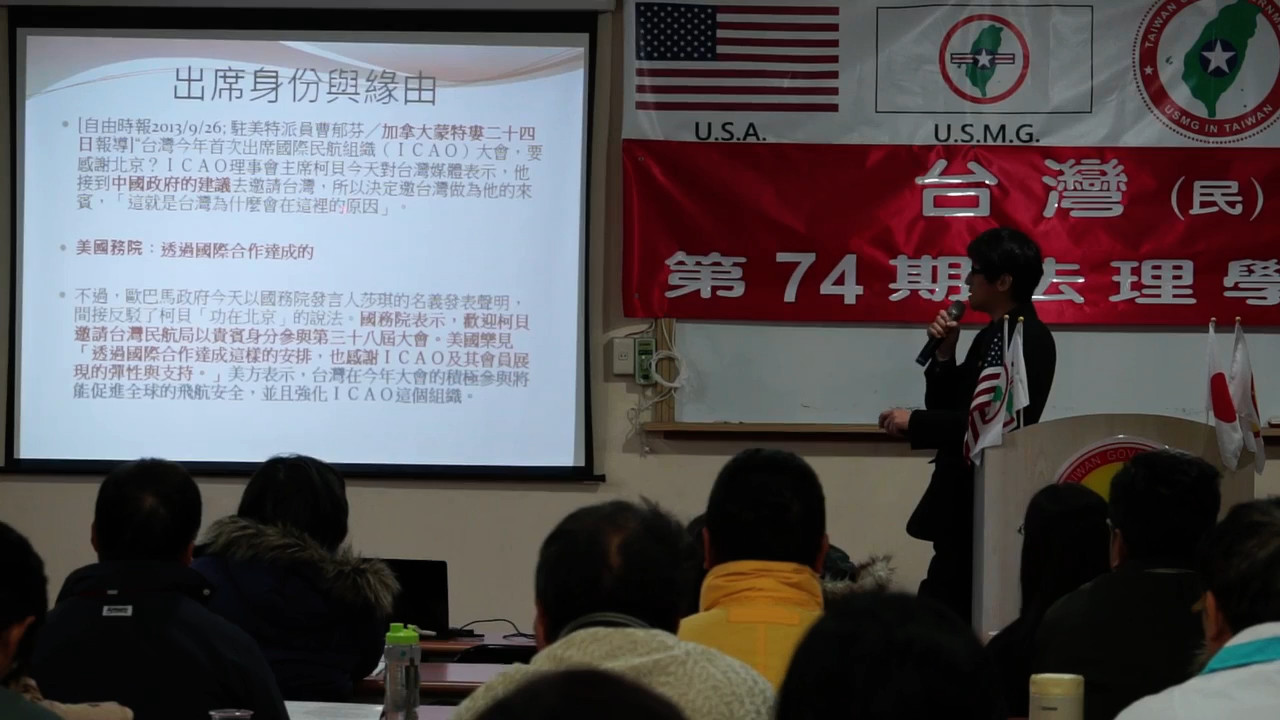 出席身份與緣由
[自由時報2013/9/26; 駐美特派員曹郁芬／加拿大蒙特婁二十四
日報導]"台灣今年首次出席國際民航組織（ＩＣＡＯ）大會，要
感謝北京？ＩＣＡＯ理事會主席柯貝今天對台灣媒體表示，他
接到中國政府的建議去邀請台灣，所以決定邀台灣做為他的來
賓，「這就是台灣為什麼會在這裡的原因」。
美國務院：透過國際合作達成的
不過，歐巴馬政府今天以國務院發言人莎琪的名義發表聲明，
間接反駁了柯貝「功在北京」的說法。國務院表示，歡迎柯貝
邀請台灣民航局以貴賓身分參與第三十八屆大會。美國樂見
「透過國際合作達成這樣的安排，也感謝ＩＣＡＯ及其會員展
現的彈性與支持。」美方表示，台灣在今年大會的積極參與將
能促進全球的飛航安全，並且強化ＩＣＡＯ這個組織。
U.S.A.
U.S.M.G.
TAIWAN
USMG IN TAIWAN
台灣(民)
第74期法理學